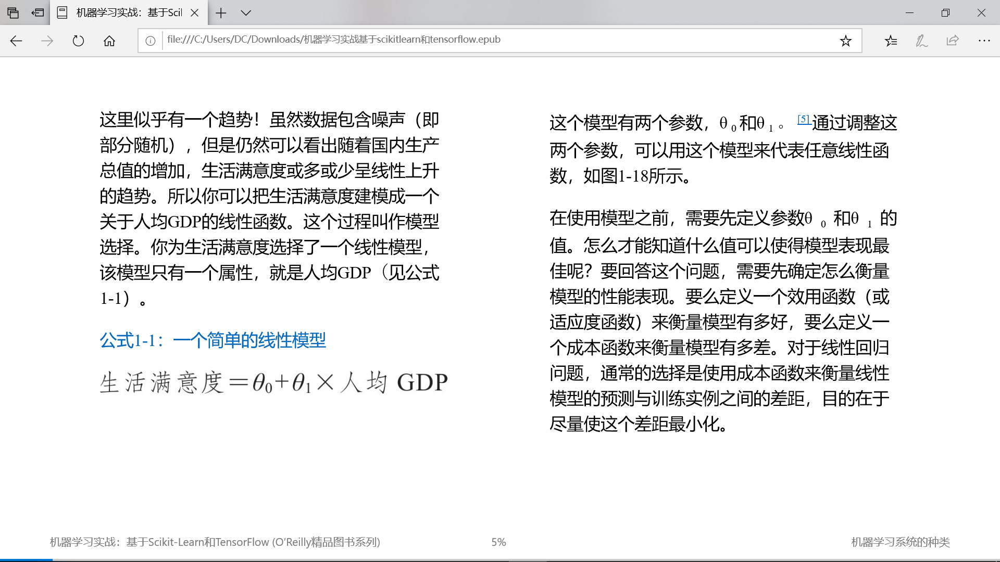 机器学习实战：基于Scil
file:///C:/Users/DC/Downloads/机器学习实战基于scikitlearn和tensorflow.epub
这里似乎有一个趋势！虽然数据包含噪声（即
部分随机），但是仍然可以看出随着国内生产
总值的增加，生活满意度或多或少呈线性上升
的趋势。所以你可以把生活满意度建模成一个
关于人均GDP的线性函数。这个过程叫作模型
选择。你为生活满意度选择了一个线性模型，
该模型只有一个属性，就是人均GDP（见公式
1-1）。
公式1-1：一个简单的线性模型
生活满意度＝θ₀+θ₁×人均 GDP
这个模型有两个参数，θ ₀ 和θ ₁ 。 [5] 通过调整这
两个参数，可以用这个模型来代表任意线性函
数，如图1-18所示。
在使用模型之前，需要先定义参数θ ₀ 和θ ₁ 的
值。怎么才能知道什么值可以使得模型表现最
佳呢？要回答这个问题，需要先确定怎么衡量
模型的性能表现。要么定义一个效用函数（或
适应度函数）来衡量模型有多好，要么定义一
个成本函数来衡量模型有多差。对于线性回归
问题，通常的选择是使用成本函数来衡量线性
模型的预测与训练实例之间的差距，目的在于
尽量使这个差距最小化。
机器学习实战：基于Scikit-Learn和TensorFlow (O’Reilly精品图书系列)
5%
机器学习系统的种类